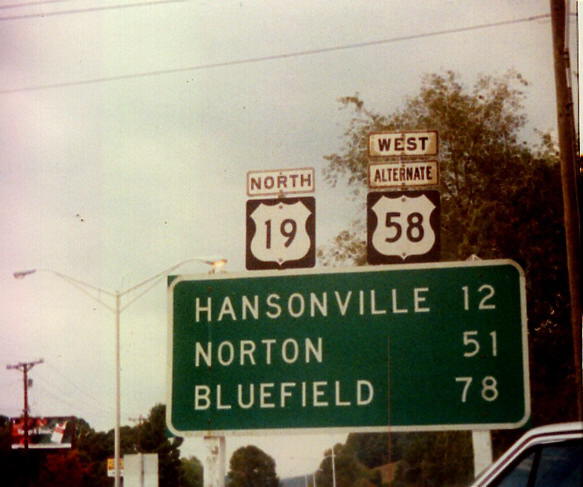 WEST
NORTH ALTERNATE
19 58
HANSONVILLE 12
NORTON 51
BLUEFIELD 78